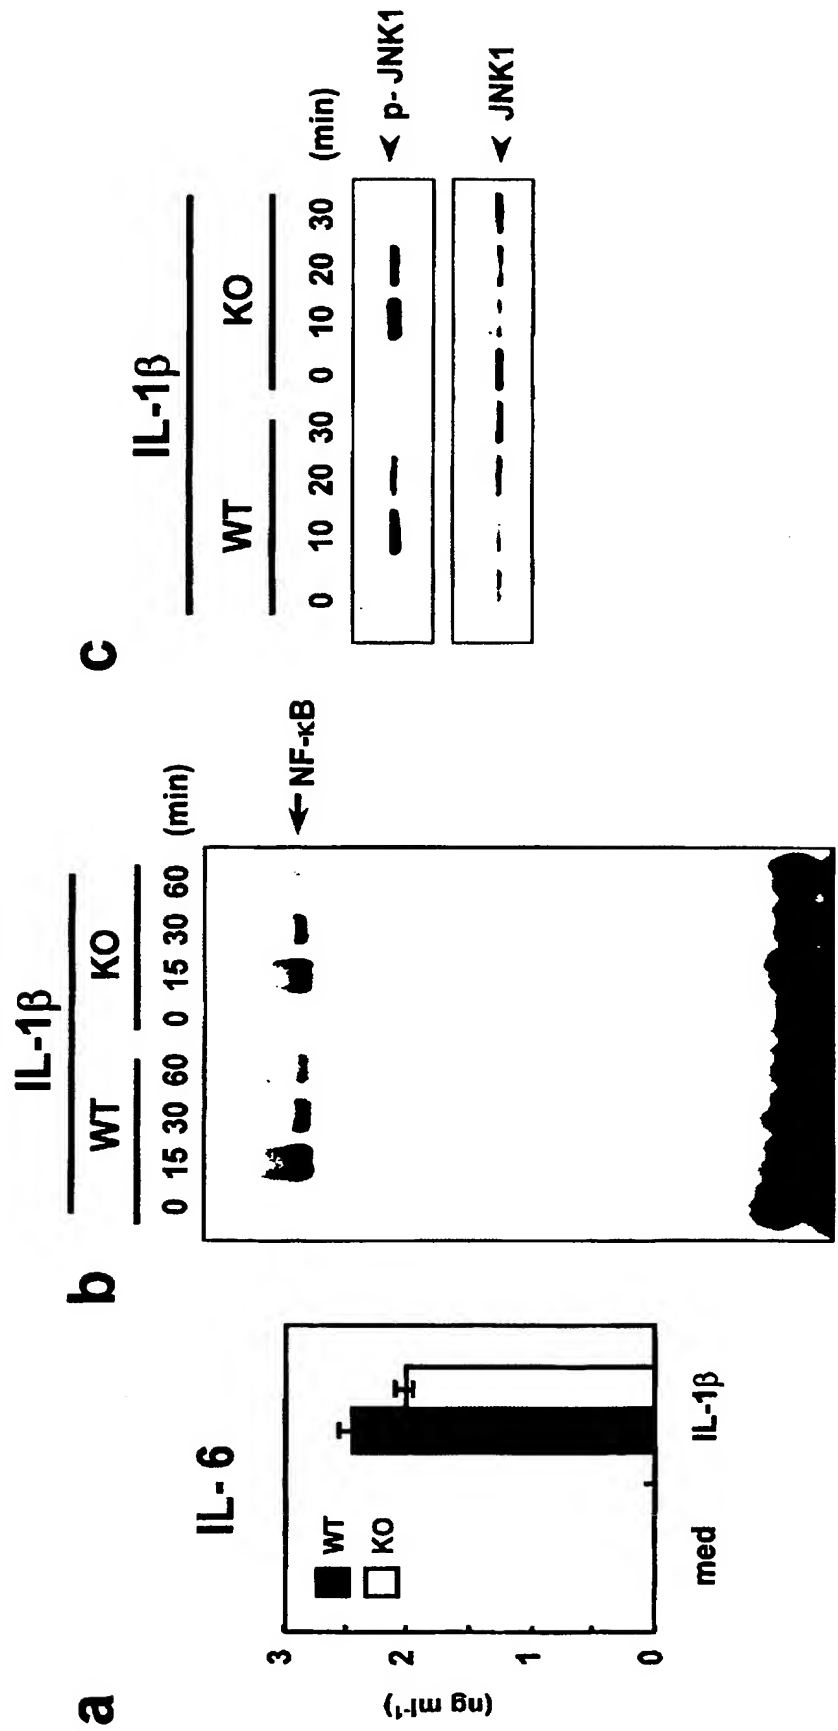 a
IL-6
(ng ml⁻¹)
3
2
1
0
WT
KO
med
IL-1β
b
IL-1β
WT KO
0 15 30 60 0 15 30 60 (min)
NF-κB
c
IL-1β
WT KO
0 10 20 30 0 10 20 30 (min)
p-JNK1
JNK1